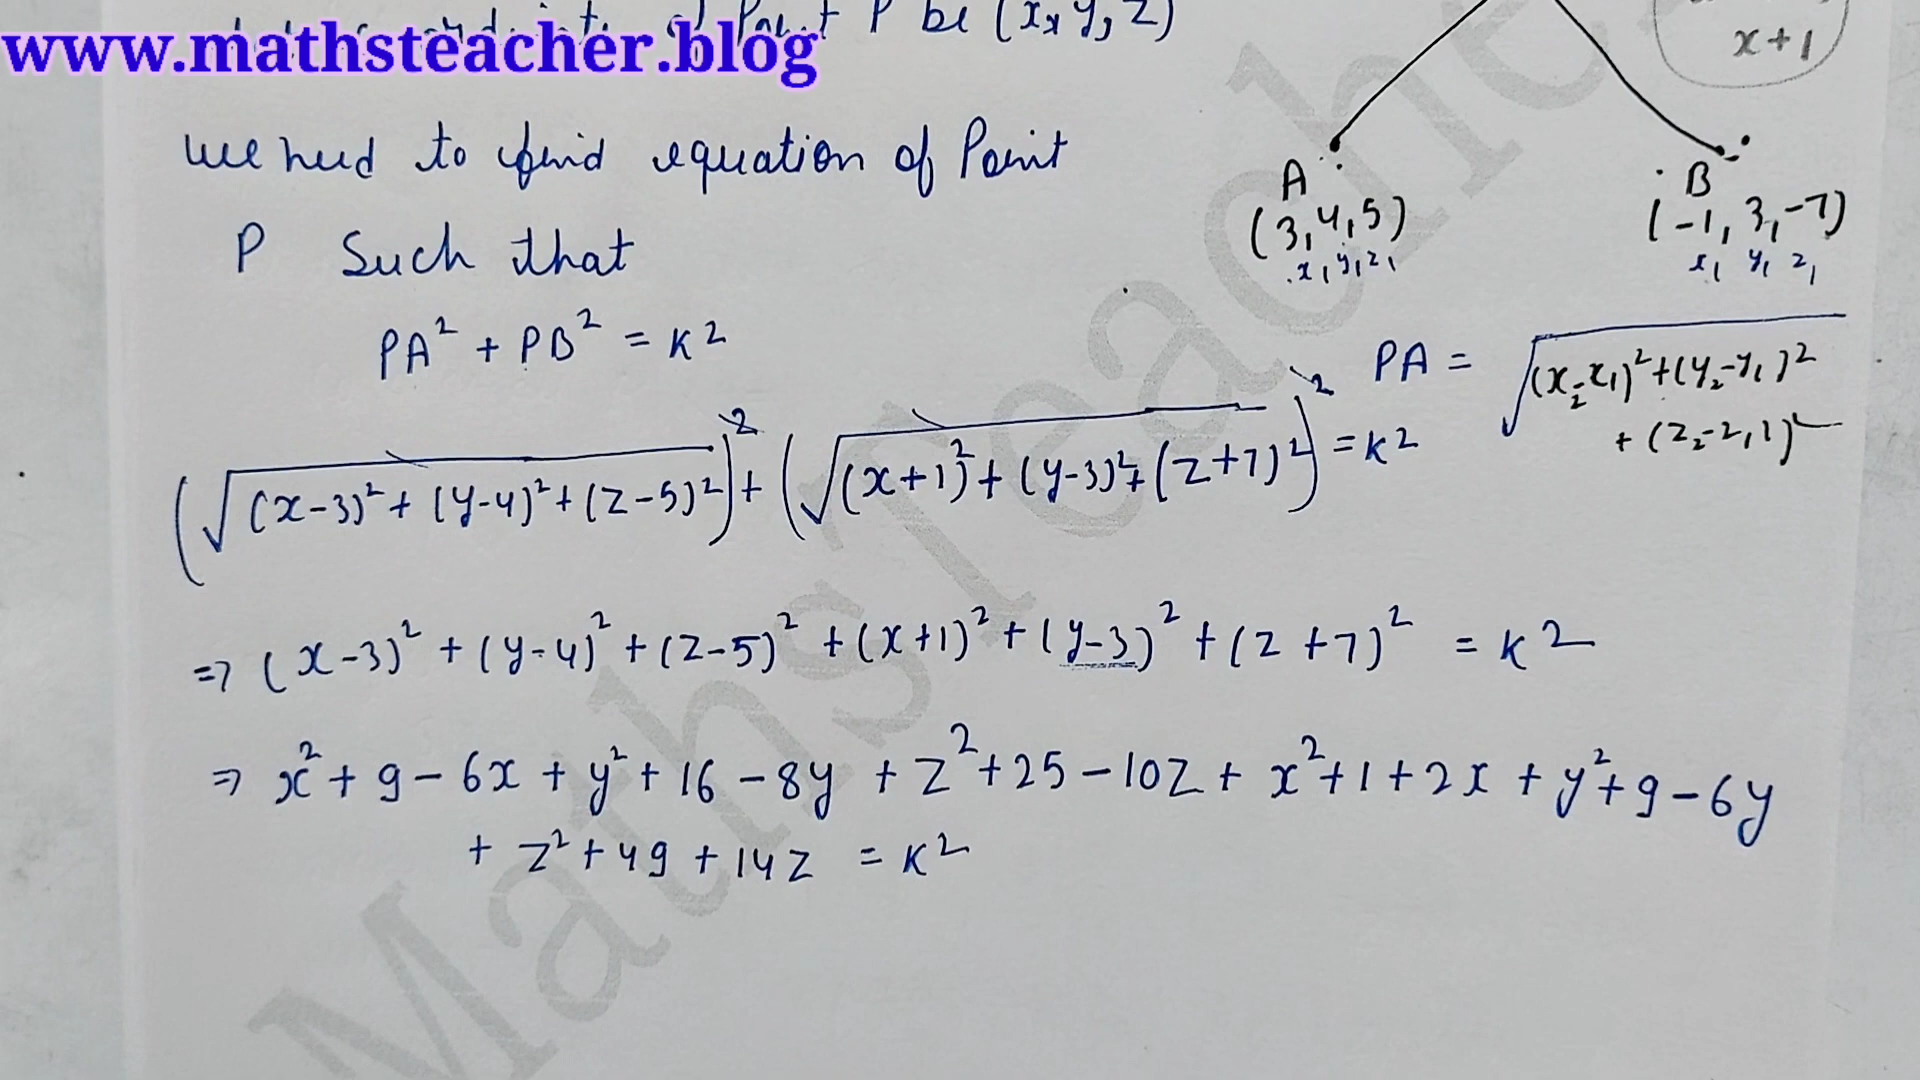 Point P be (x, y, z)
www.mathsteacher.blog
x+1
we need to find equation of Point
P Such that
PA² + PB² = K²
A
(3,4,5)
x₁ y₁ z₁
B
(-1, 3, -7)
x₁ y₁ z₁
PA = √(x₂-x₁)²+(y₂-y₁)²
+(z₂-z₁)²
(√(x-3)²+(y-4)²+(z-5)²)²+(√(x+1)²+(y-3)²+(z+7)²)²=K²
⇒ (x-3)²+(y-4)²+(z-5)²+(x+1)²+(y-3)²+(z+7)² = K²
⇒ x²+9-6x+y²+16-8y+z²+25-10z+x²+1+2x+y²+9-6y
+z²+49+14z = K²
Maths Teacher